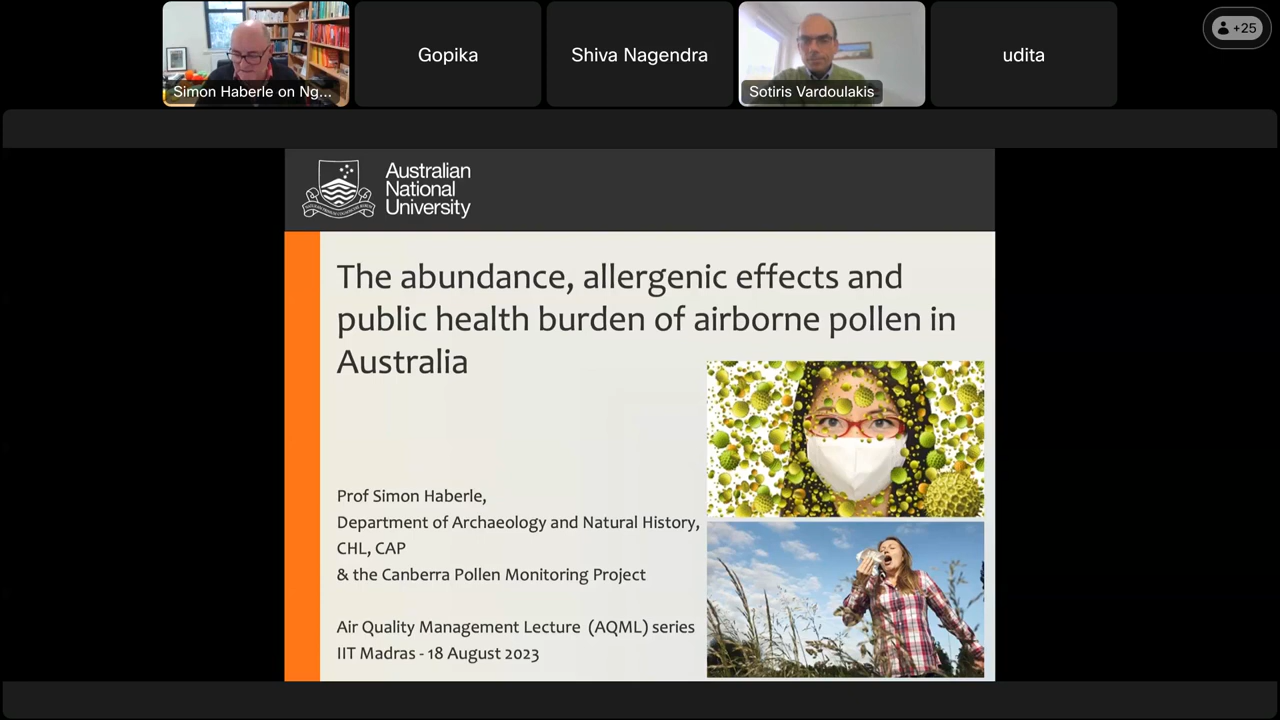 Simon Haberle on Ng...
Gopika
Shiva Nagendra
Sotiris Vardoulakis
udita
+25
Australian
National
University
The abundance, allergenic effects and
public health burden of airborne pollen in
Australia
Prof Simon Haberle,
Department of Archaeology and Natural History,
CHL, CAP
& the Canberra Pollen Monitoring Project
Air Quality Management Lecture (AQML) series
IIT Madras - 18 August 2023